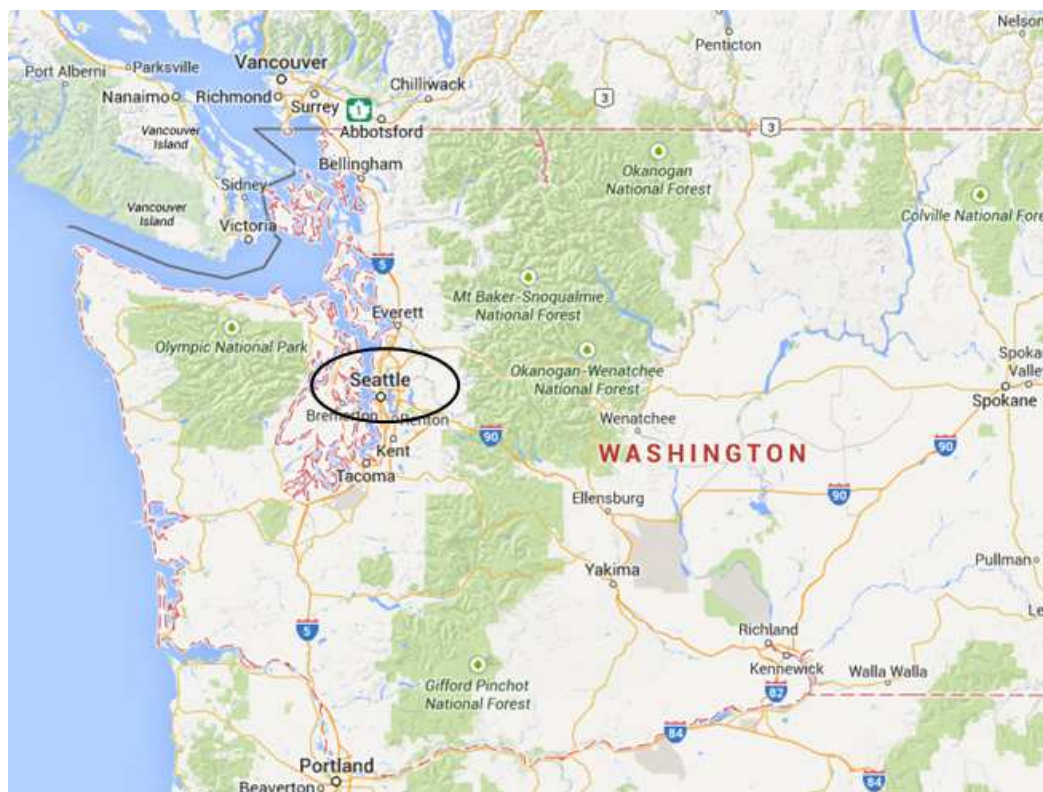 Nelson
Penticton
Vancouver
Port Alberni
Parksville
Chilliwack
Nanaimo
Richmond
Surrey
1
3
Abbotsford
3
Vancouver
Island
Bellingham
Okanogan
National Forest
Sidney
Colville National Fore
Vancouver
Island
Victoria
5
Mt Baker-Snoqualmie
National Forest
Everett
Olympic National Park
Spoka
Valley
Okanogan-Wenatchee
National Forest
Seattle
Spokane
Bremerton
Renton
Wenatchee
90
Kent
WASHINGTON
90
Tacoma
90
Ellensburg
Pullman
Yakima
Le
5
Richland
Kennewick
Walla Walla
Gifford Pinchot
National Forest
82
84
Portland
84
Beaverton